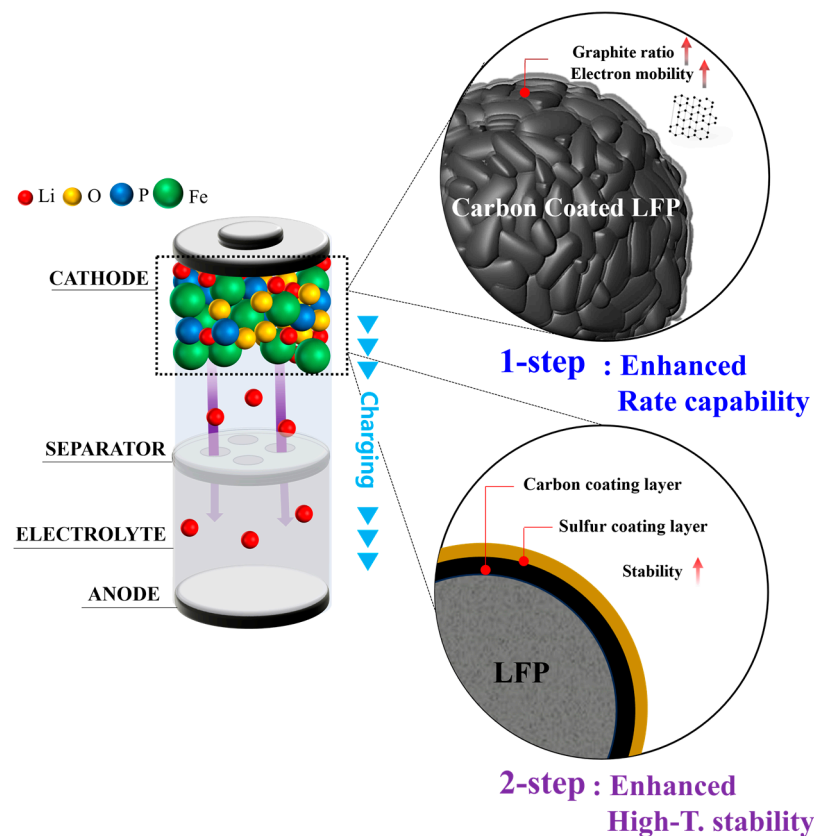 Graphite ratio
Electron mobility
Carbon Coated LFP
Li O P Fe
CATHODE
1-step : Enhanced
Rate capability
Charging
SEPARATOR
Carbon coating layer
Sulfur coating layer
ELECTROLYTE
Stability
ANODE
LFP
2-step : Enhanced
High-T. stability